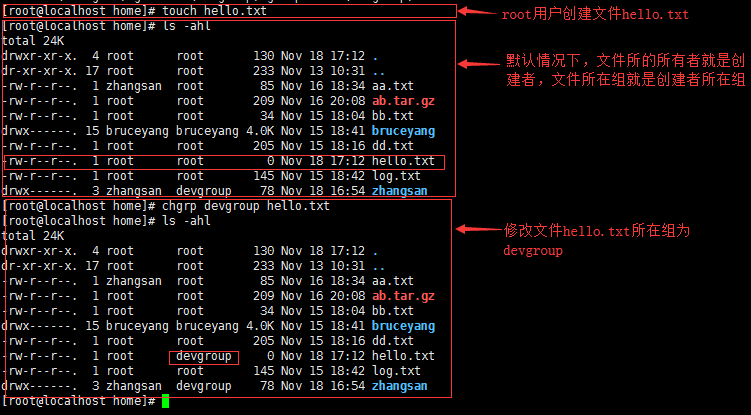 [root@localhost home]# touch hello.txt
root用户创建文件hello.txt
[root@localhost home]# ls -ahl
total 24K
drwxr-xr-x. 4 root root 130 Nov 18 17:12 .
dr-xr-xr-x. 17 root root 233 Nov 13 10:31 ..
-rw-r--r--. 1 zhangsan root 85 Nov 16 18:34 aa.txt
-rw-r--r--. 1 root root 209 Nov 16 20:08 ab.tar.gz
-rw-r--r--. 1 root root 34 Nov 15 18:04 bb.txt
drwx------. 15 bruceyang bruceyang 4.0K Nov 15 18:41 bruceyang
-rw-r--r--. 1 root root 205 Nov 15 18:16 dd.txt
-rw-r--r--. 1 root root 0 Nov 18 17:12 hello.txt
-rw-r--r--. 1 root root 145 Nov 15 18:42 log.txt
drwx------. 3 zhangsan devgroup 78 Nov 18 16:54 zhangsan
默认情况下，文件所的所有者就是创
建者，文件所在组就是创建者所在组
[root@localhost home]# chgrp devgroup hello.txt
[root@localhost home]# ls -ahl
total 24K
drwxr-xr-x. 4 root root 130 Nov 18 17:12 .
dr-xr-xr-x. 17 root root 233 Nov 13 10:31 ..
-rw-r--r--. 1 zhangsan root 85 Nov 16 18:34 aa.txt
-rw-r--r--. 1 root root 209 Nov 16 20:08 ab.tar.gz
-rw-r--r--. 1 root root 34 Nov 15 18:04 bb.txt
drwx------. 15 bruceyang bruceyang 4.0K Nov 15 18:41 bruceyang
-rw-r--r--. 1 root root 205 Nov 15 18:16 dd.txt
-rw-r--r--. 1 root devgroup 0 Nov 18 17:12 hello.txt
-rw-r--r--. 1 root root 145 Nov 15 18:42 log.txt
drwx------. 3 zhangsan devgroup 78 Nov 18 16:54 zhangsan
[root@localhost home]#
修改文件hello.txt所在组为
devgroup